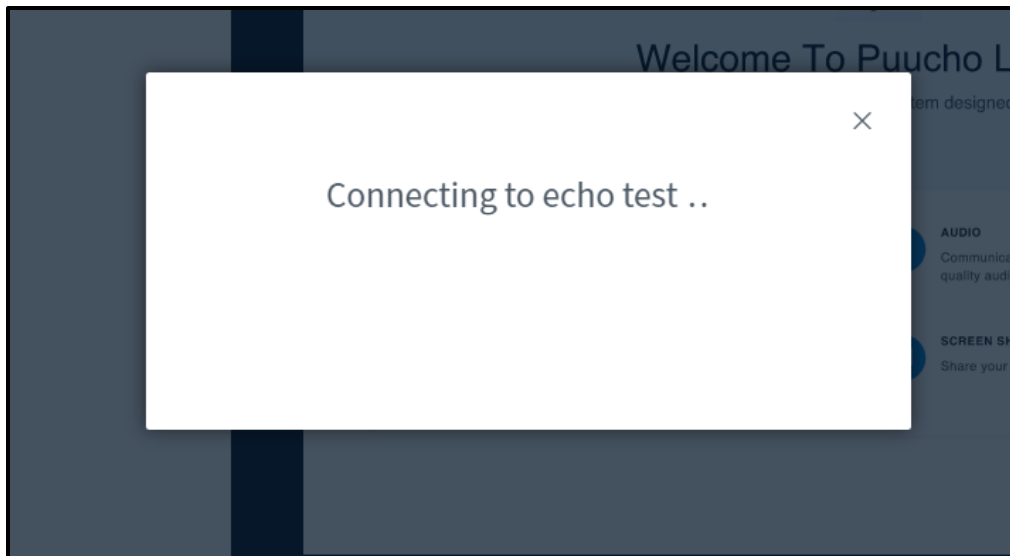 Welcome To Puucho L
tem designed
Connecting to echo test ..
AUDIO
Communica
quality audi
SCREEN SH
Share your